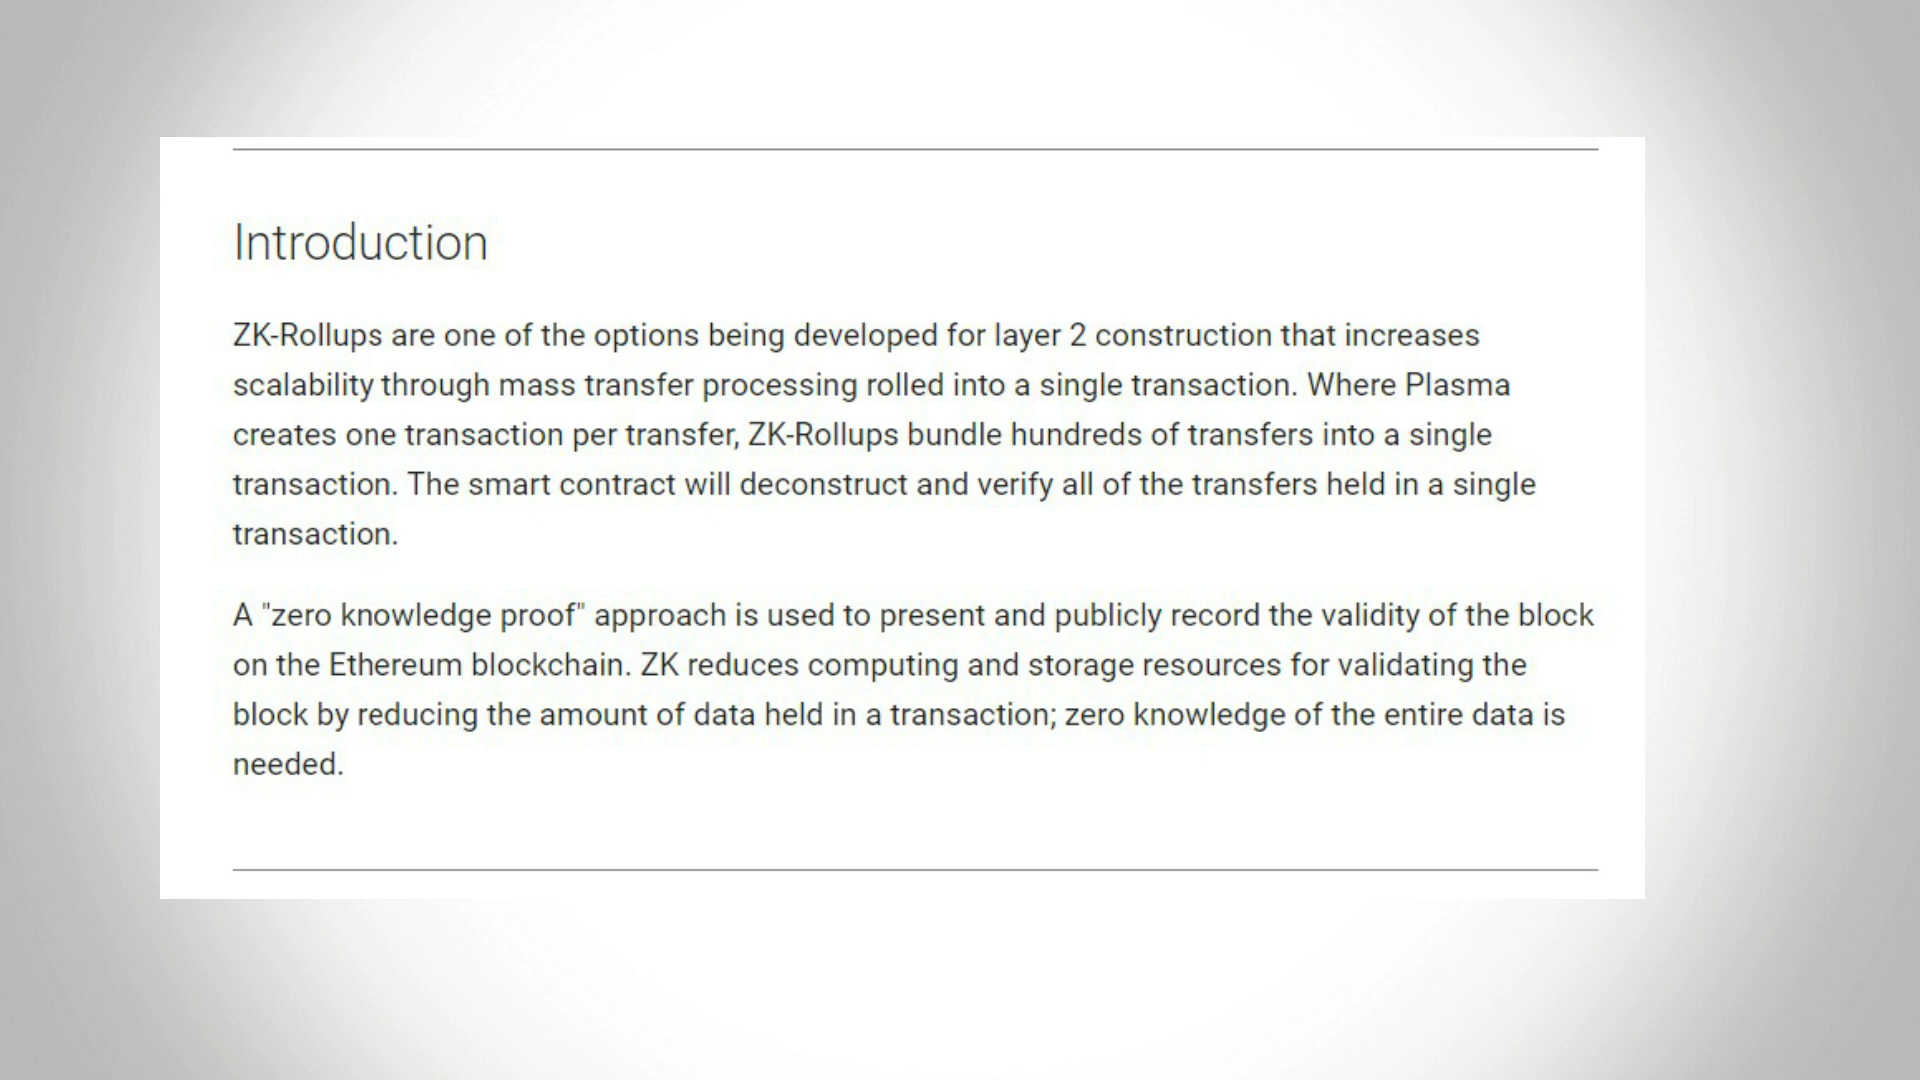 Introduction
ZK-Rollups are one of the options being developed for layer 2 construction that increases
scalability through mass transfer processing rolled into a single transaction. Where Plasma
creates one transaction per transfer, ZK-Rollups bundle hundreds of transfers into a single
transaction. The smart contract will deconstruct and verify all of the transfers held in a single
transaction.
A "zero knowledge proof" approach is used to present and publicly record the validity of the block
on the Ethereum blockchain. ZK reduces computing and storage resources for validating the
block by reducing the amount of data held in a transaction; zero knowledge of the entire data is
needed.